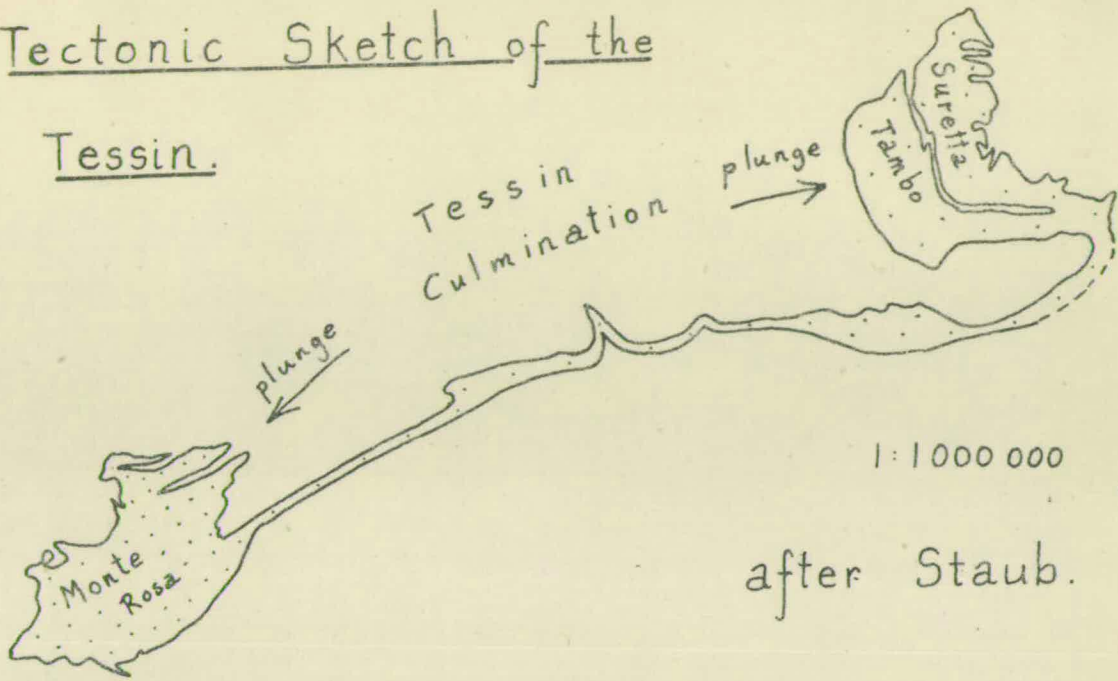 Tectonic Sketch of the
Tessin.
Suretta
Tambo
plunge
Tessin
Culmination
plunge
Monte
Rosa
1:1000 000
after Staub.